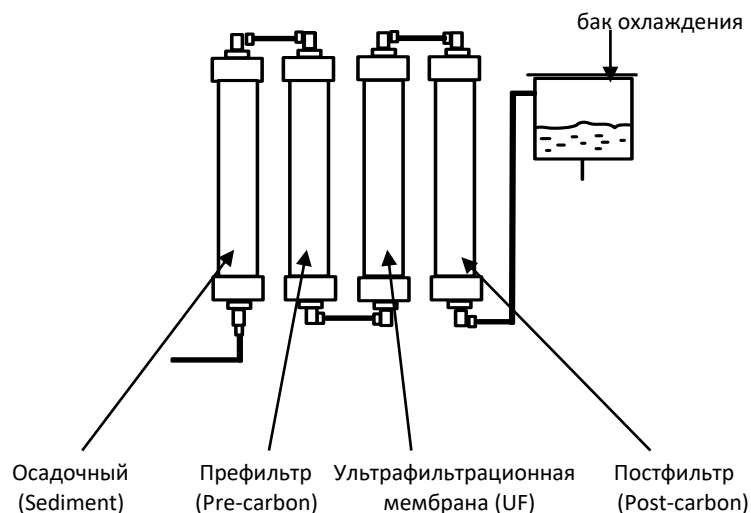 бак охлаждения
Осадочный
(Sediment)
Префильтр
(Pre-carbon)
Ультрафильтрационная
мембрана (UF)
Постфильтр
(Post-carbon)